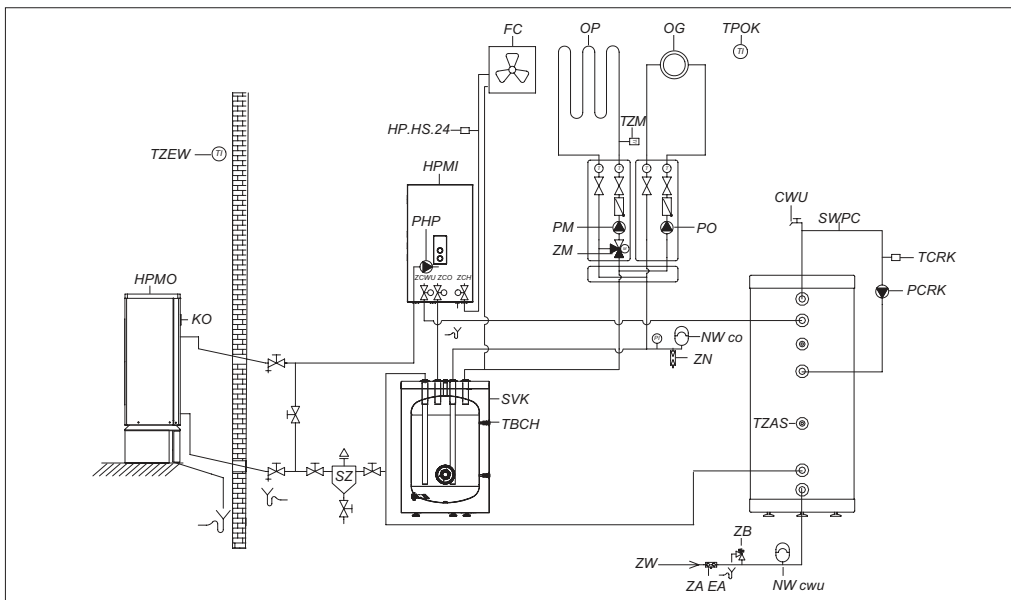 FC
OP
OG
TPOK
TI
HP.HS.24
TZM
TZEW
TI
HPMI
PHP
CWU
SWPC
PM
PO
ZM
TCRK
ZCWU ZCO ZCH
HPMO
PCRK
KO
NW co
PI
ZN
SVK
TBCH
TZAS
SZ
ZB
ZW
ZA EA
NW cwu